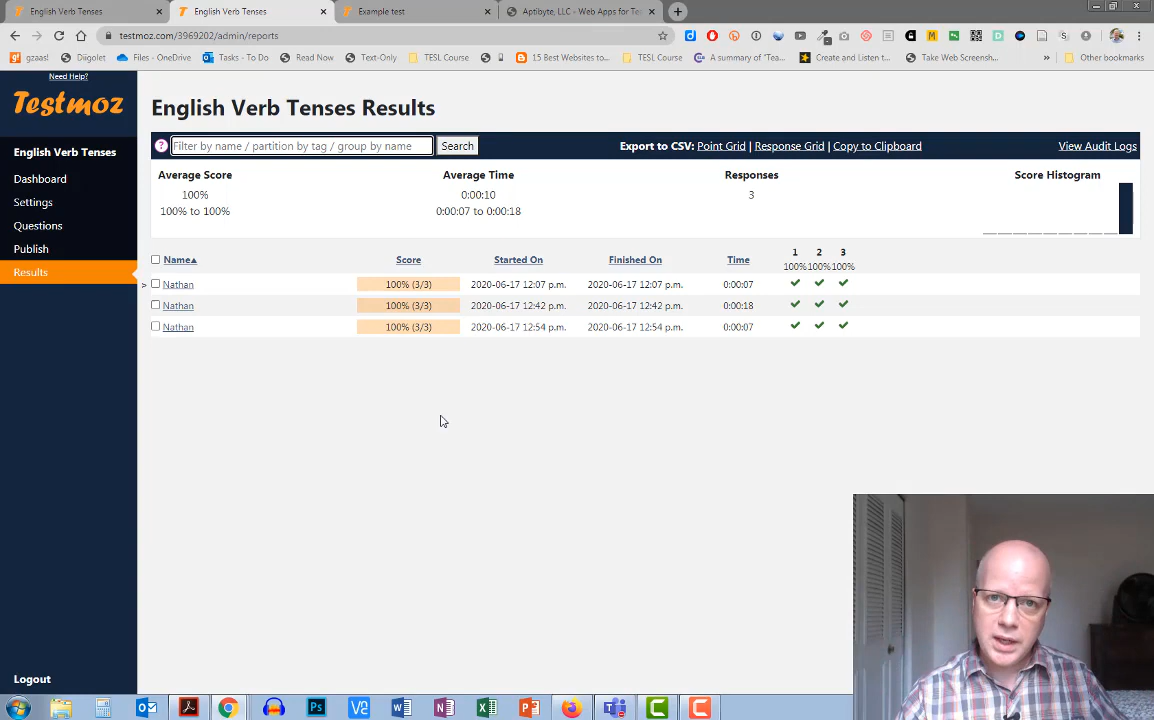 English Verb Tenses
English Verb Tenses
Example test
Aptibyte, LLC - Web Apps for Te
testmoz.com/3969202/admin/reports
gzaas!
Diigolet
Files - OneDrive
Tasks - To Do
Read Now
Text-Only
TESL Course
15 Best Websites to...
TESL Course
A summary of "Tea...
Create and Listen t...
Take Web Screensh...
Other bookmarks
Need Help?
Testmoz
English Verb Tenses
Dashboard
Settings
Questions
Publish
Results
Logout
English Verb Tenses Results
? Filter by name / partition by tag / group by name Search Export to CSV: Point Grid | Response Grid | Copy to Clipboard View Audit Logs
Average Score Average Time Responses Score Histogram
100% 0:00:10 3
100% to 100% 0:00:07 to 0:00:18
Name▲ Score Started On Finished On Time 1 2 3
100% 100% 100%
> Nathan 100% (3/3) 2020-06-17 12:07 p.m. 2020-06-17 12:07 p.m. 0:00:07
Nathan 100% (3/3) 2020-06-17 12:42 p.m. 2020-06-17 12:42 p.m. 0:00:18
Nathan 100% (3/3) 2020-06-17 12:54 p.m. 2020-06-17 12:54 p.m. 0:00:07